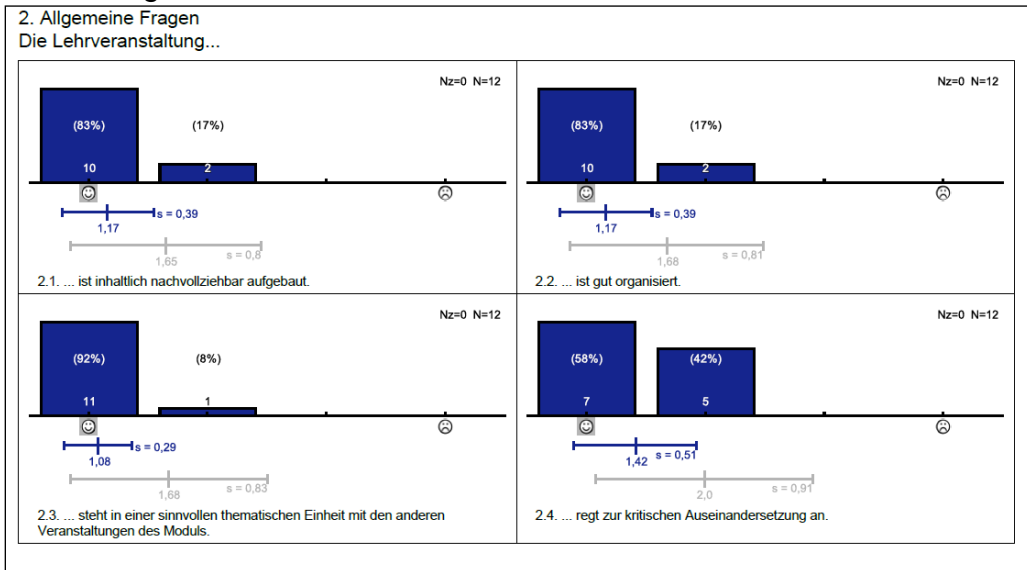 2. Allgemeine Fragen
Die Lehrveranstaltung...
Nz=0 N=12
(83%)
(17%)
10
2
s = 0,39
1,17
s = 0,8
1,65
2.1. ... ist inhaltlich nachvollziehbar aufgebaut.
Nz=0 N=12
(83%)
(17%)
10
2
s = 0,39
1,17
s = 0,81
1,68
2.2. ... ist gut organisiert.
Nz=0 N=12
(92%)
(8%)
11
1
s = 0,29
1,08
s = 0,83
1,68
2.3. ... steht in einer sinnvollen thematischen Einheit mit den anderen
Veranstaltungen des Moduls.
Nz=0 N=12
(58%)
(42%)
7
5
s = 0,51
1,42
s = 0,91
2,0
2.4. ... regt zur kritischen Auseinandersetzung an.